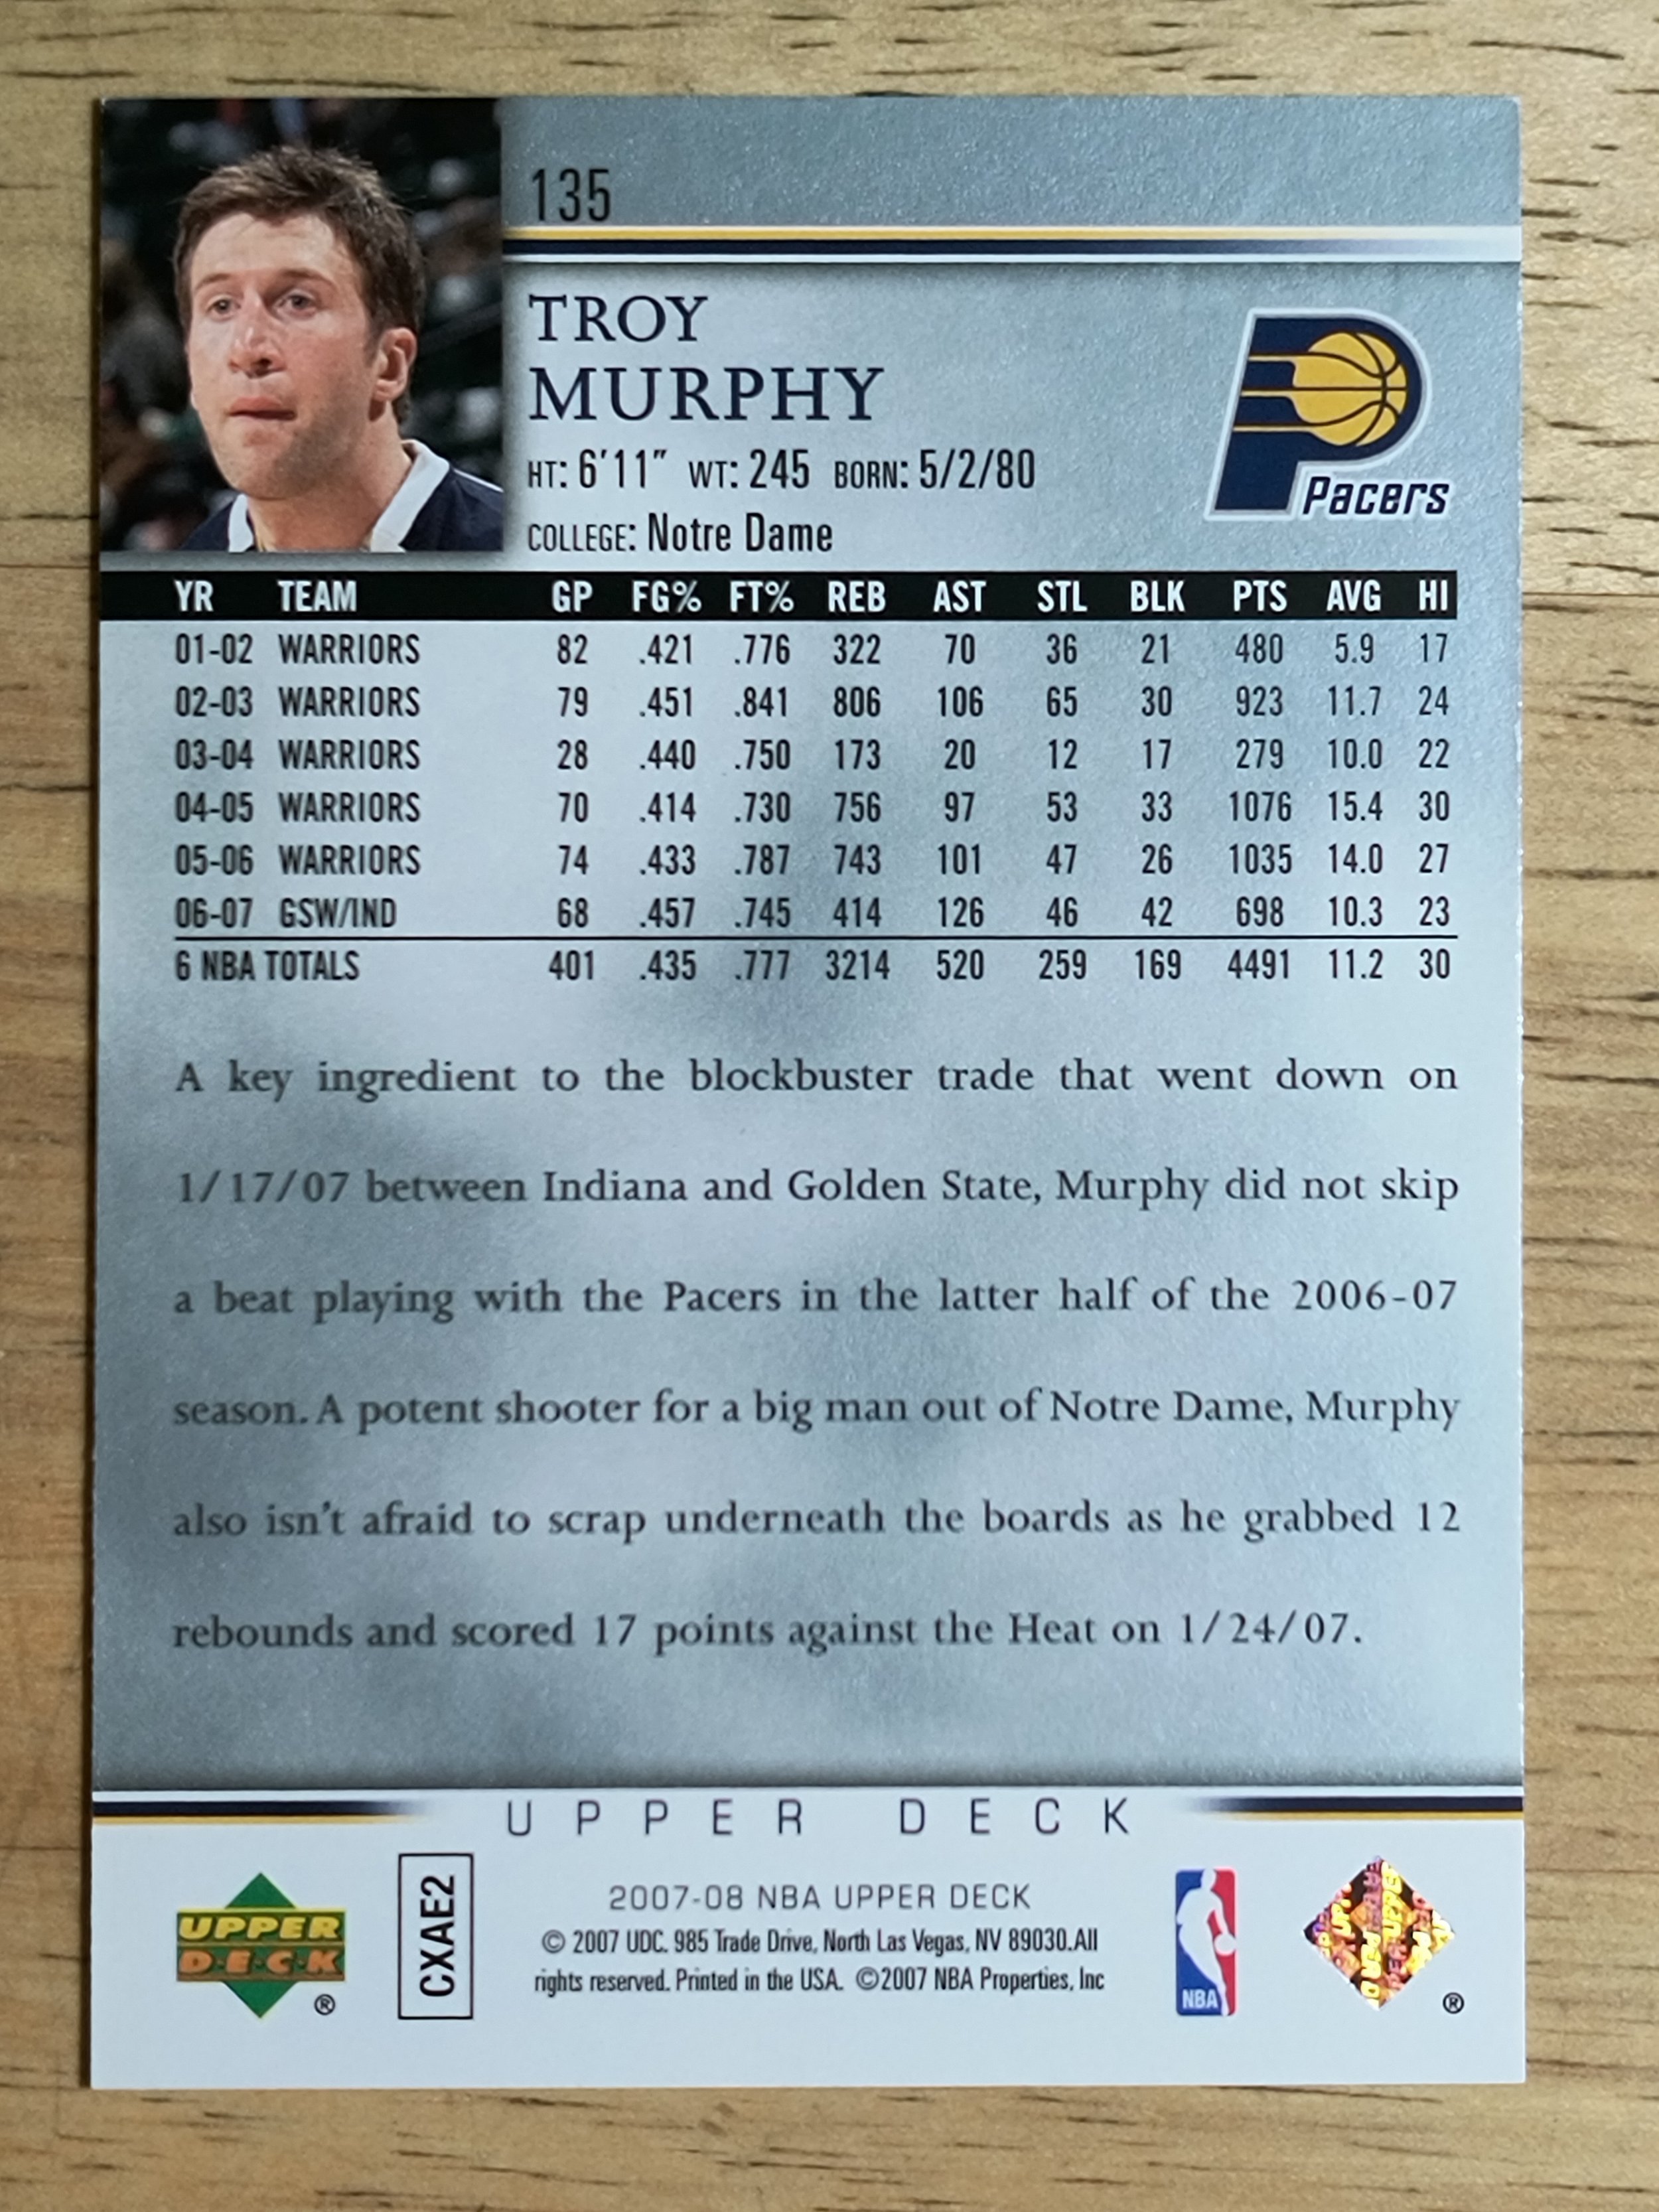 135
TROY
MURPHY
HT: 6'11" WT: 245 BORN: 5/2/80
COLLEGE: Notre Dame
Pacers
YR TEAM GP FG% FT% REB AST STL BLK PTS AVG HI
01-02 WARRIORS 82 .421 .776 322 70 36 21 480 5.9 17
02-03 WARRIORS 79 .451 .841 806 106 65 30 923 11.7 24
03-04 WARRIORS 28 .440 .750 173 20 12 17 279 10.0 22
04-05 WARRIORS 70 .414 .730 756 97 53 33 1076 15.4 30
05-06 WARRIORS 74 .433 .787 743 101 47 26 1035 14.0 27
06-07 GSW/IND 68 .457 .745 414 126 46 42 698 10.3 23
6 NBA TOTALS 401 .435 .777 3214 520 259 169 4491 11.2 30
A key ingredient to the blockbuster trade that went down on
1/17/07 between Indiana and Golden State, Murphy did not skip
a beat playing with the Pacers in the latter half of the 2006-07
season. A potent shooter for a big man out of Notre Dame, Murphy
also isn't afraid to scrap underneath the boards as he grabbed 12
rebounds and scored 17 points against the Heat on 1/24/07.
UPPER DECK
UPPER
D·E·C·K
®
CXAE2
2007-08 NBA UPPER DECK
© 2007 UDC. 985 Trade Drive, North Las Vegas, NV 89030.All
rights reserved. Printed in the USA. ©2007 NBA Properties, Inc
NBA
®